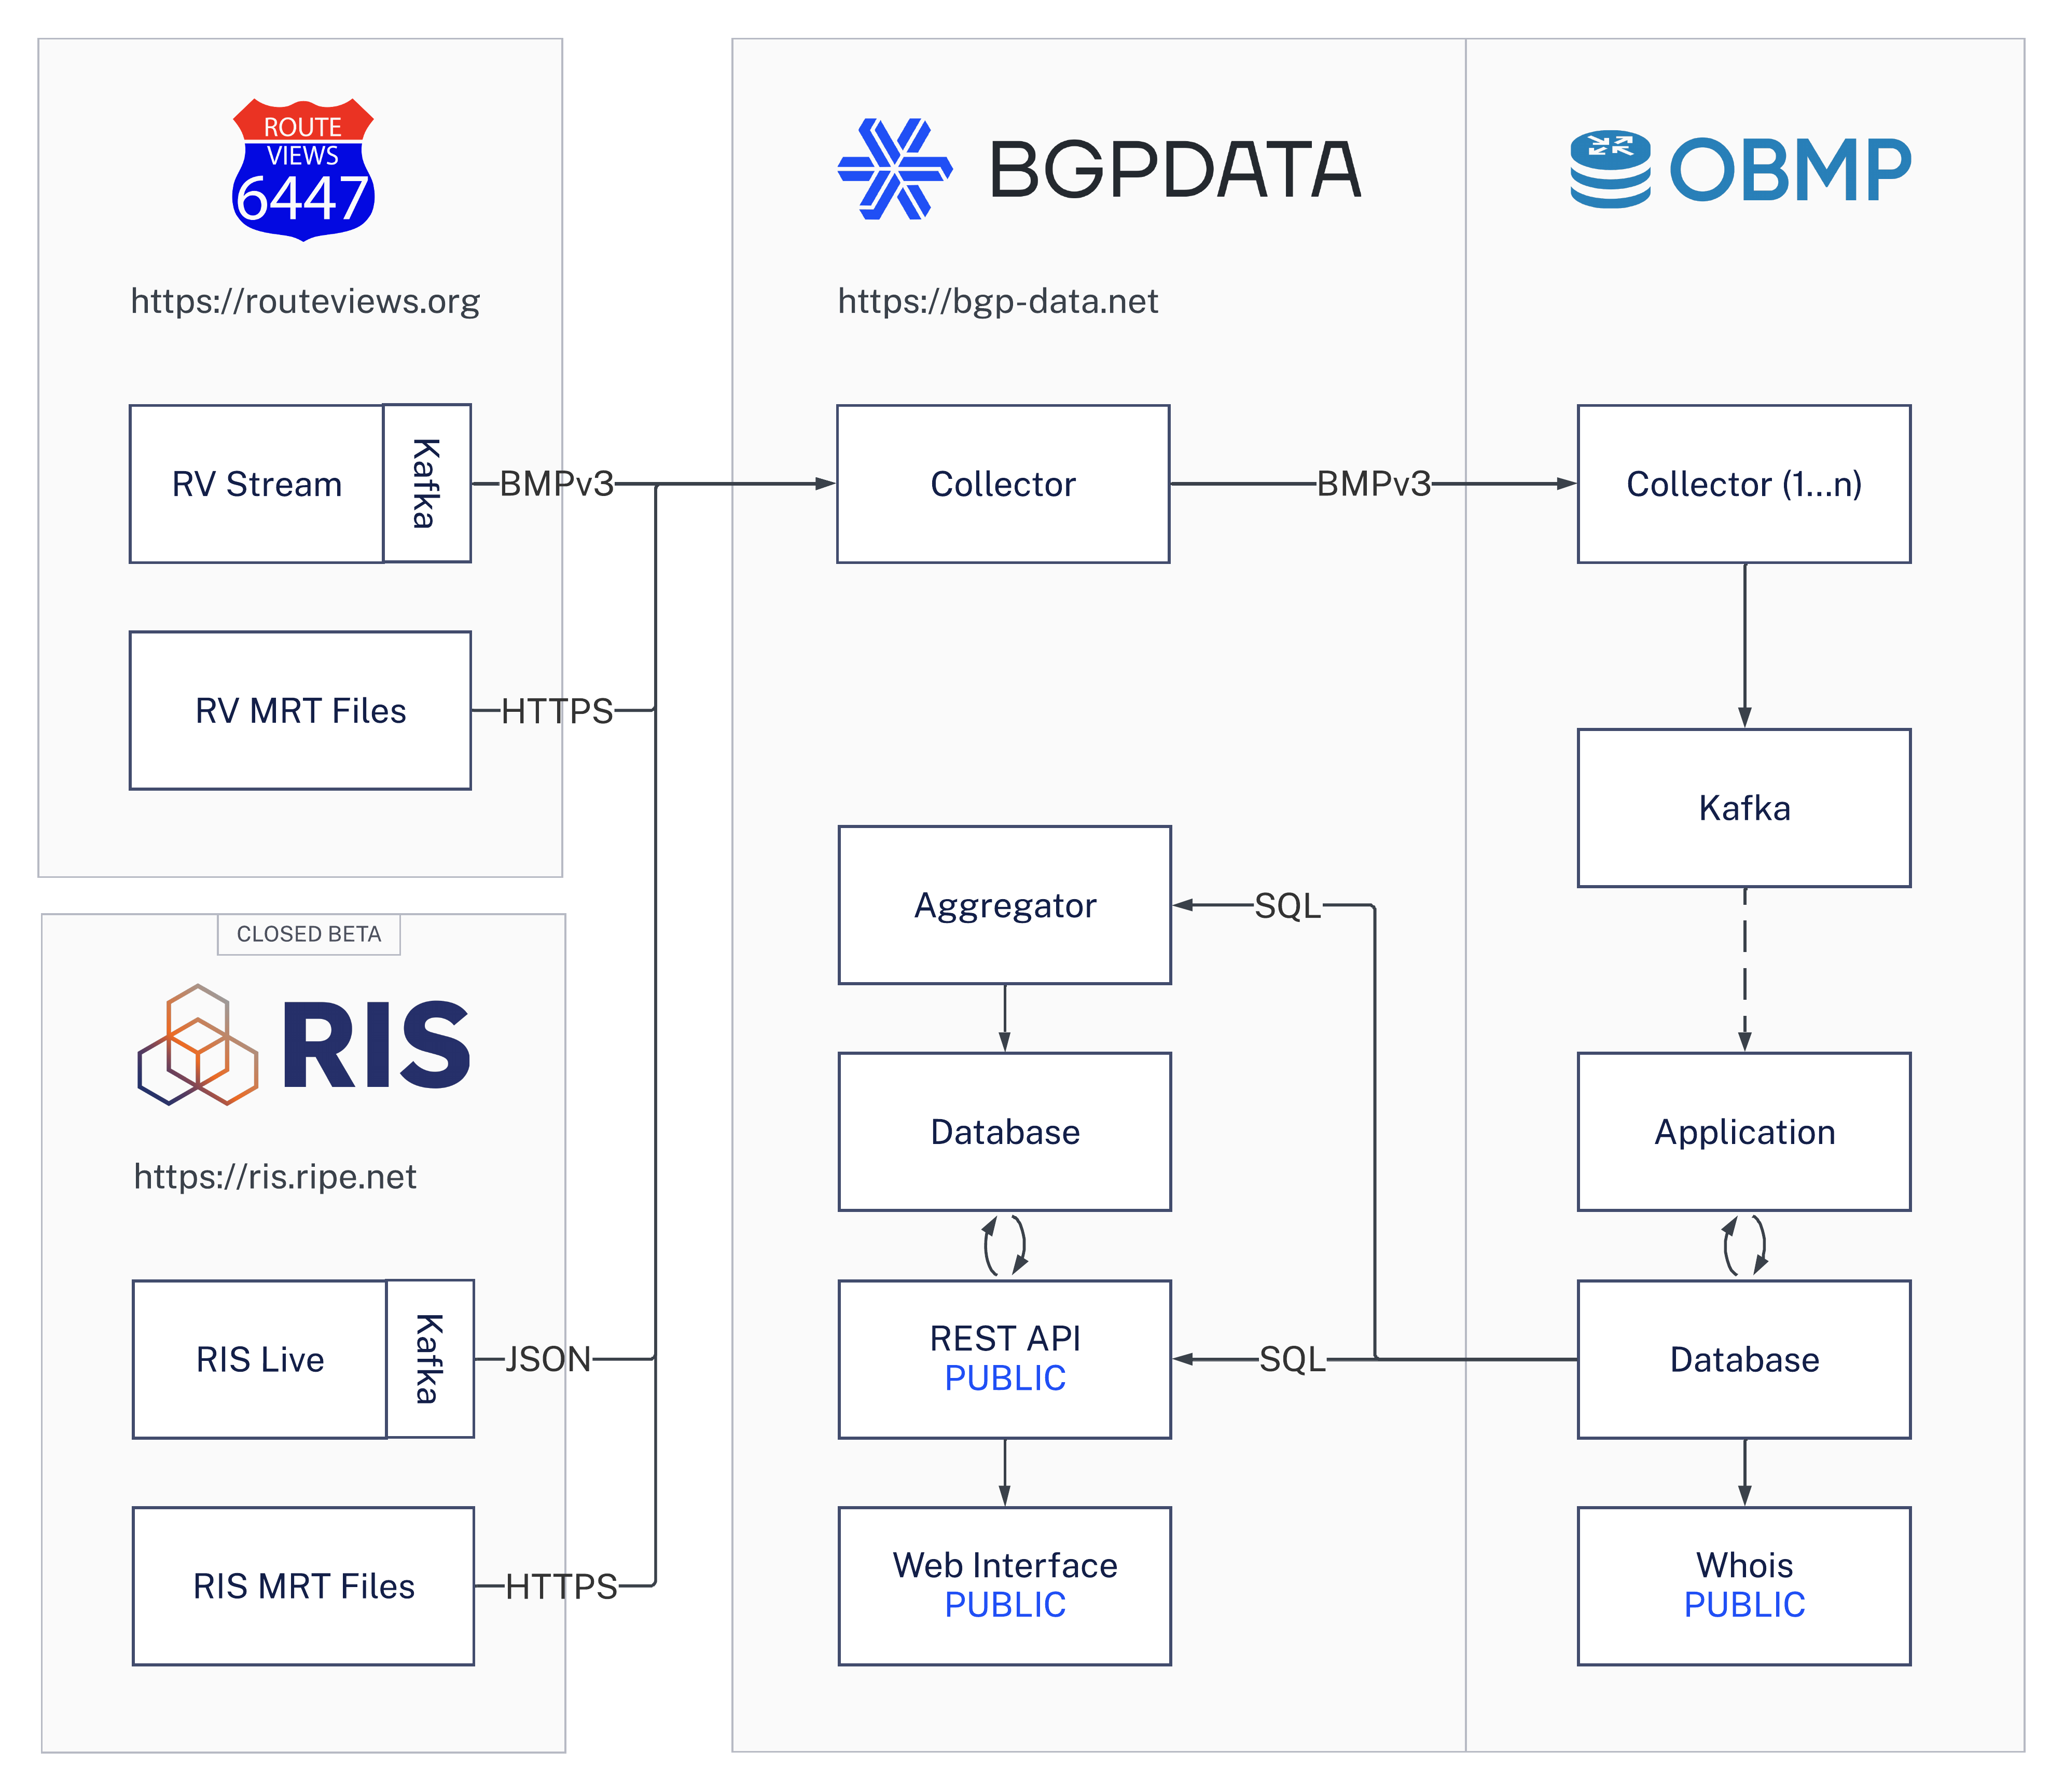 ROUTE
VIEWS
6447
https://routeviews.org
RV Stream
Kafka
BMPv3
RV MRT Files
HTTPS
CLOSED BETA
RIS
https://ris.ripe.net
RIS Live
Kafka
JSON
RIS MRT Files
HTTPS
BGPDATA
https://bgp-data.net
Collector
BMPv3
Aggregator
SQL
Database
REST API
PUBLIC
SQL
Web Interface
PUBLIC
OBMP
Collector (1...n)
Kafka
Application
Database
Whois
PUBLIC